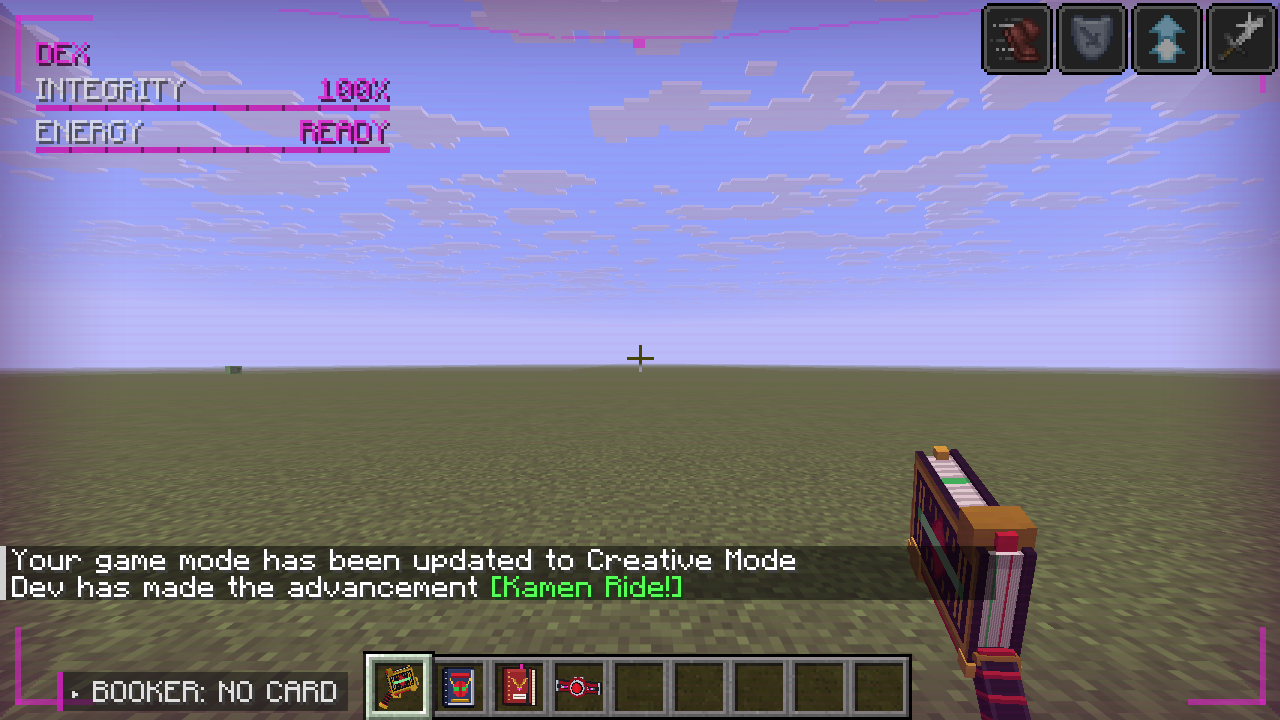 DEX
INTEGRITY 100%
ENERGY READY
Your game mode has been updated to Creative Mode
Dev has made the advancement [Kamen Ride!]
▸ BOOKER: NO CARD